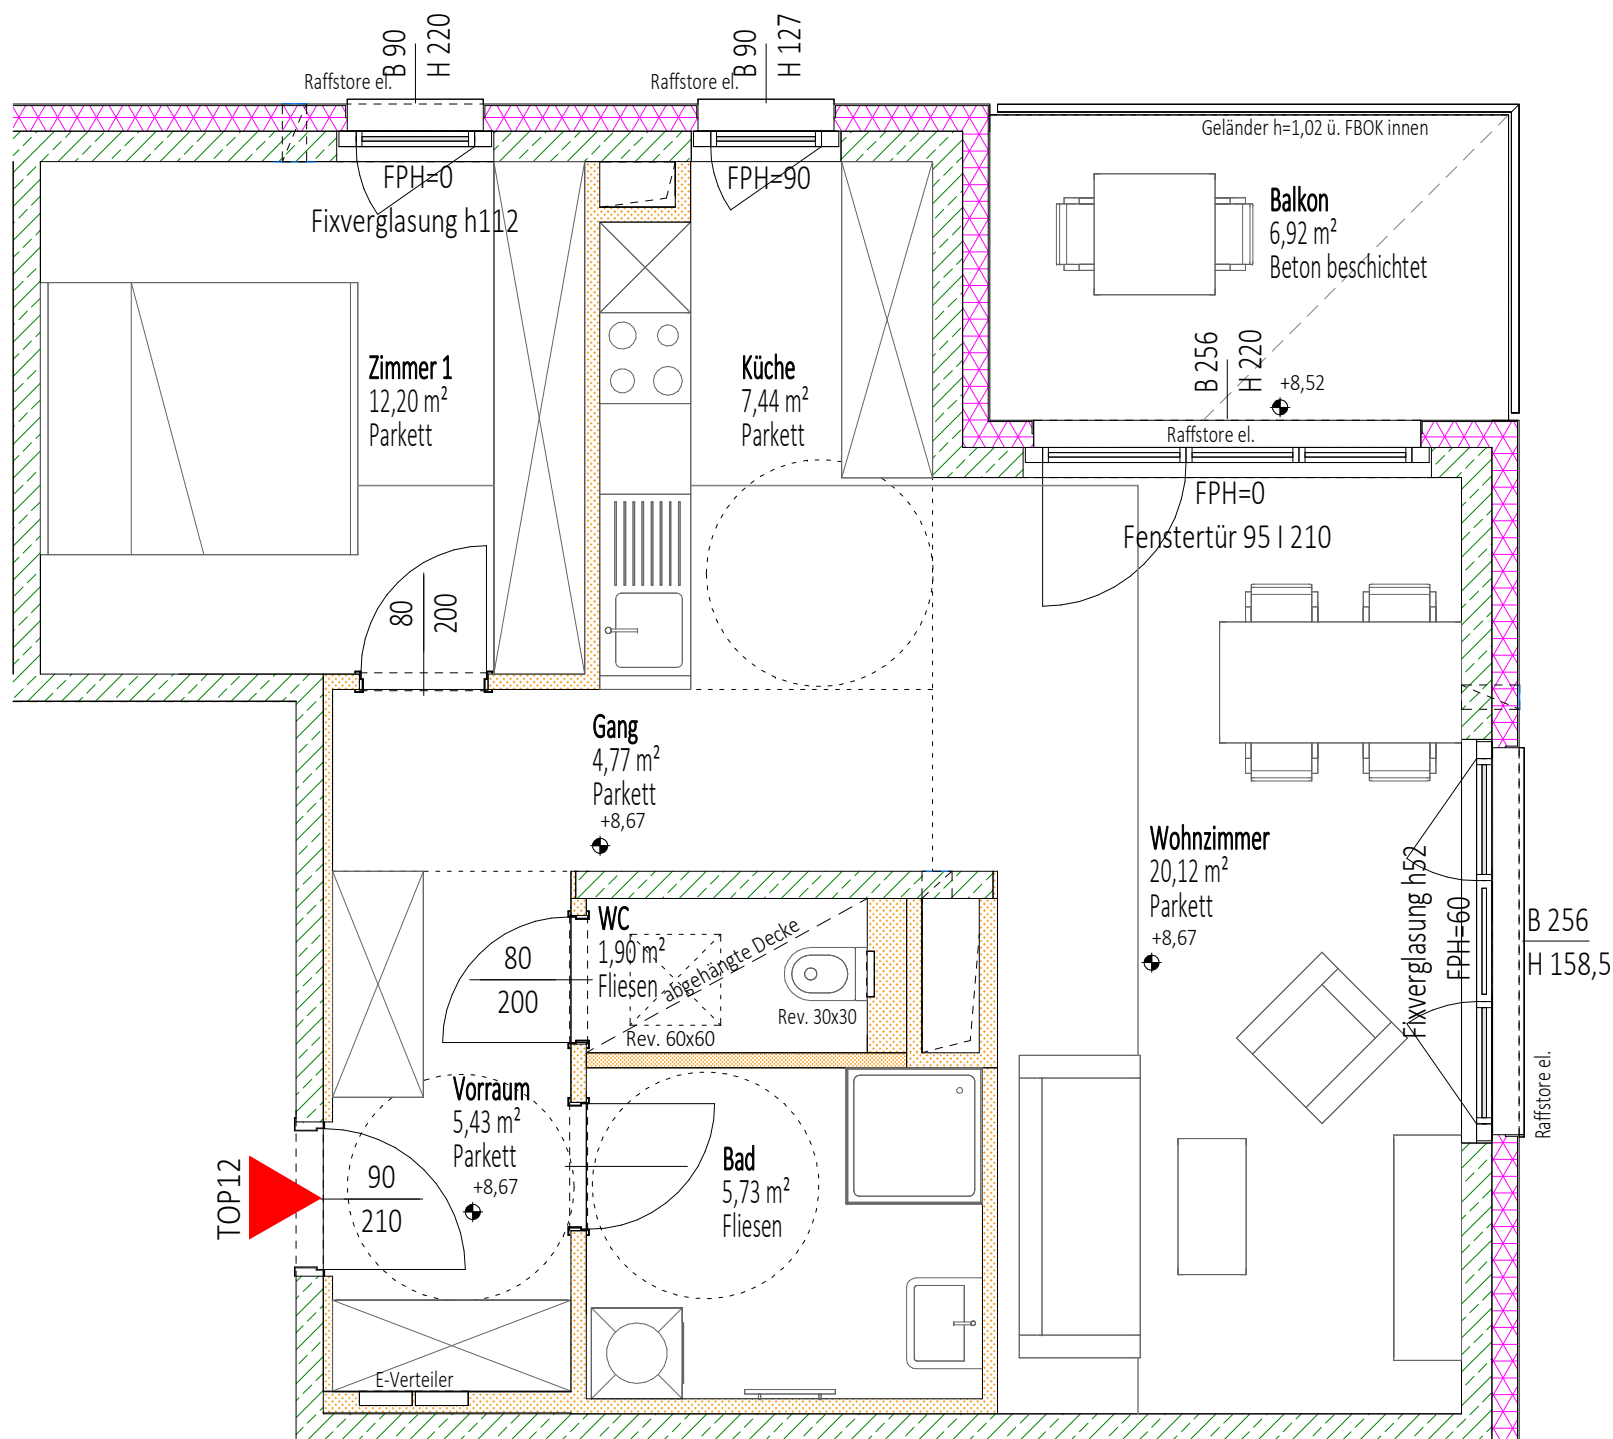 B 90
H 220
B 90
H 127
Raffstore el.
Raffstore el.
Geländer h=1,02 ü. FBOK innen
FPH=0
Fixverglasung h112
FPH=90
Balkon
6,92 m²
Beton beschichtet
B 256
H 220
+8,52
Zimmer 1
12,20 m²
Parkett
Küche
7,44 m²
Parkett
Raffstore el.
FPH=0
Fenstertür 95 I 210
80
200
Gang
4,77 m²
Parkett
+8,67
Wohnzimmer
20,12 m²
Parkett
+8,67
Fixverglasung h52
FPH=60
B 256
H 158,5
Raffstore el.
WC
1,90 m²
Fliesen
abgehängte Decke
Rev. 60x60
Rev. 30x30
80
200
Vorraum
5,43 m²
Parkett
+8,67
TOP12
90
210
Bad
5,73 m²
Fliesen
E-Verteiler